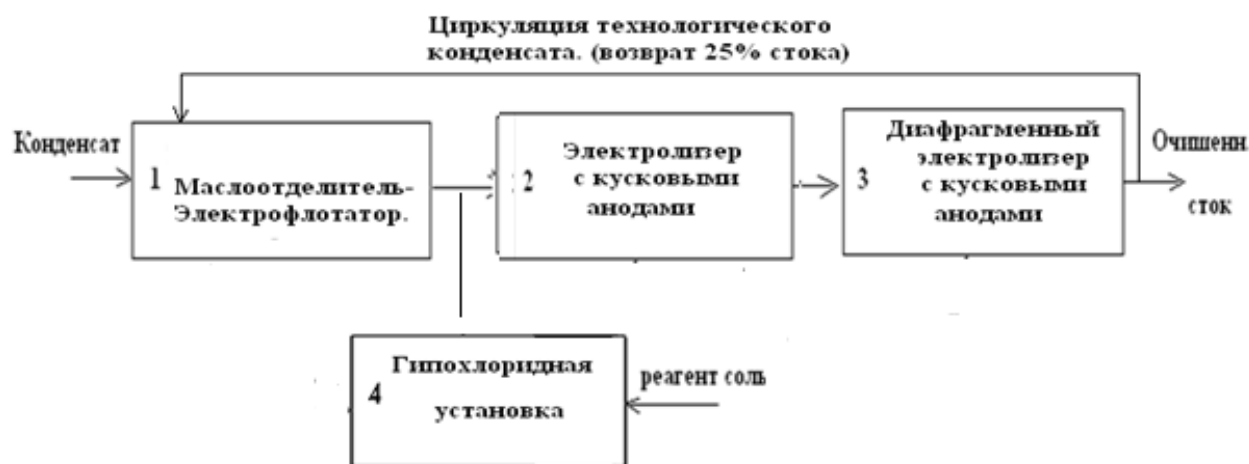 Циркуляция технологического
конденсата. (возврат 25% стока)
Конденсат
1
Маслоотделитель-
Электрофлотатор.
2
Электролизер
с кусковыми
анодами
3
Диафрагменный
электролизер
с кусковыми
анодами
Очищенн.
сток
4
Гипохлоридная
установка
реагент соль